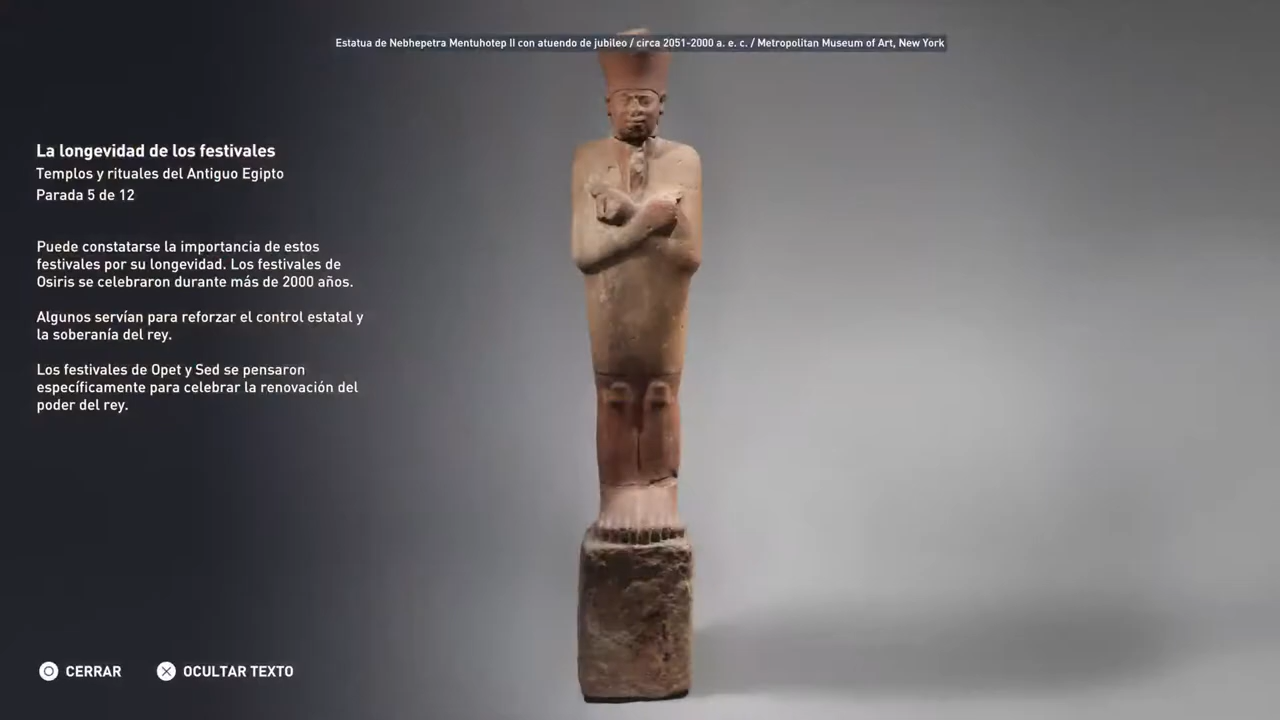 Estatua de Nebhepetra Mentuhotep II con atuendo de jubileo / circa 2051-2000 a. e. c. / Metropolitan Museum of Art, New York
La longevidad de los festivales
Templos y rituales del Antiguo Egipto
Parada 5 de 12
Puede constatarse la importancia de estos
festivales por su longevidad. Los festivales de
Osiris se celebraron durante más de 2000 años.
Algunos servían para reforzar el control estatal y
la soberanía del rey.
Los festivales de Opet y Sed se pensaron
específicamente para celebrar la renovación del
poder del rey.
CERRAR
OCULTAR TEXTO